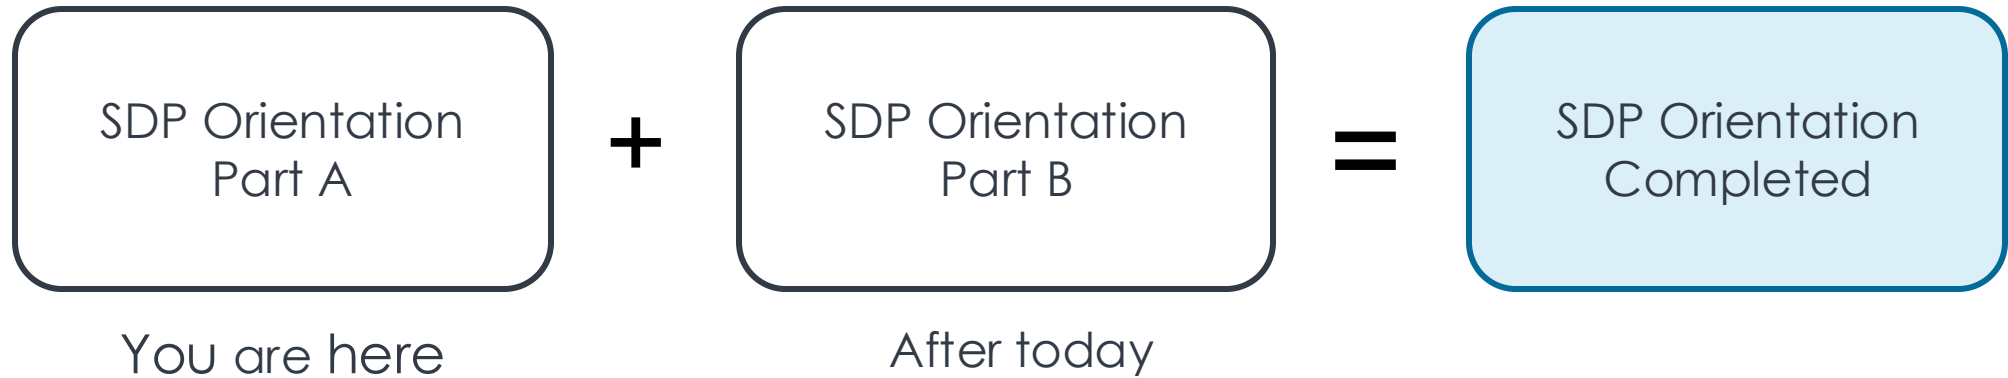 SDP Orientation
Part A
+
SDP Orientation
Part B
=
SDP Orientation
Completed
You are here
After today